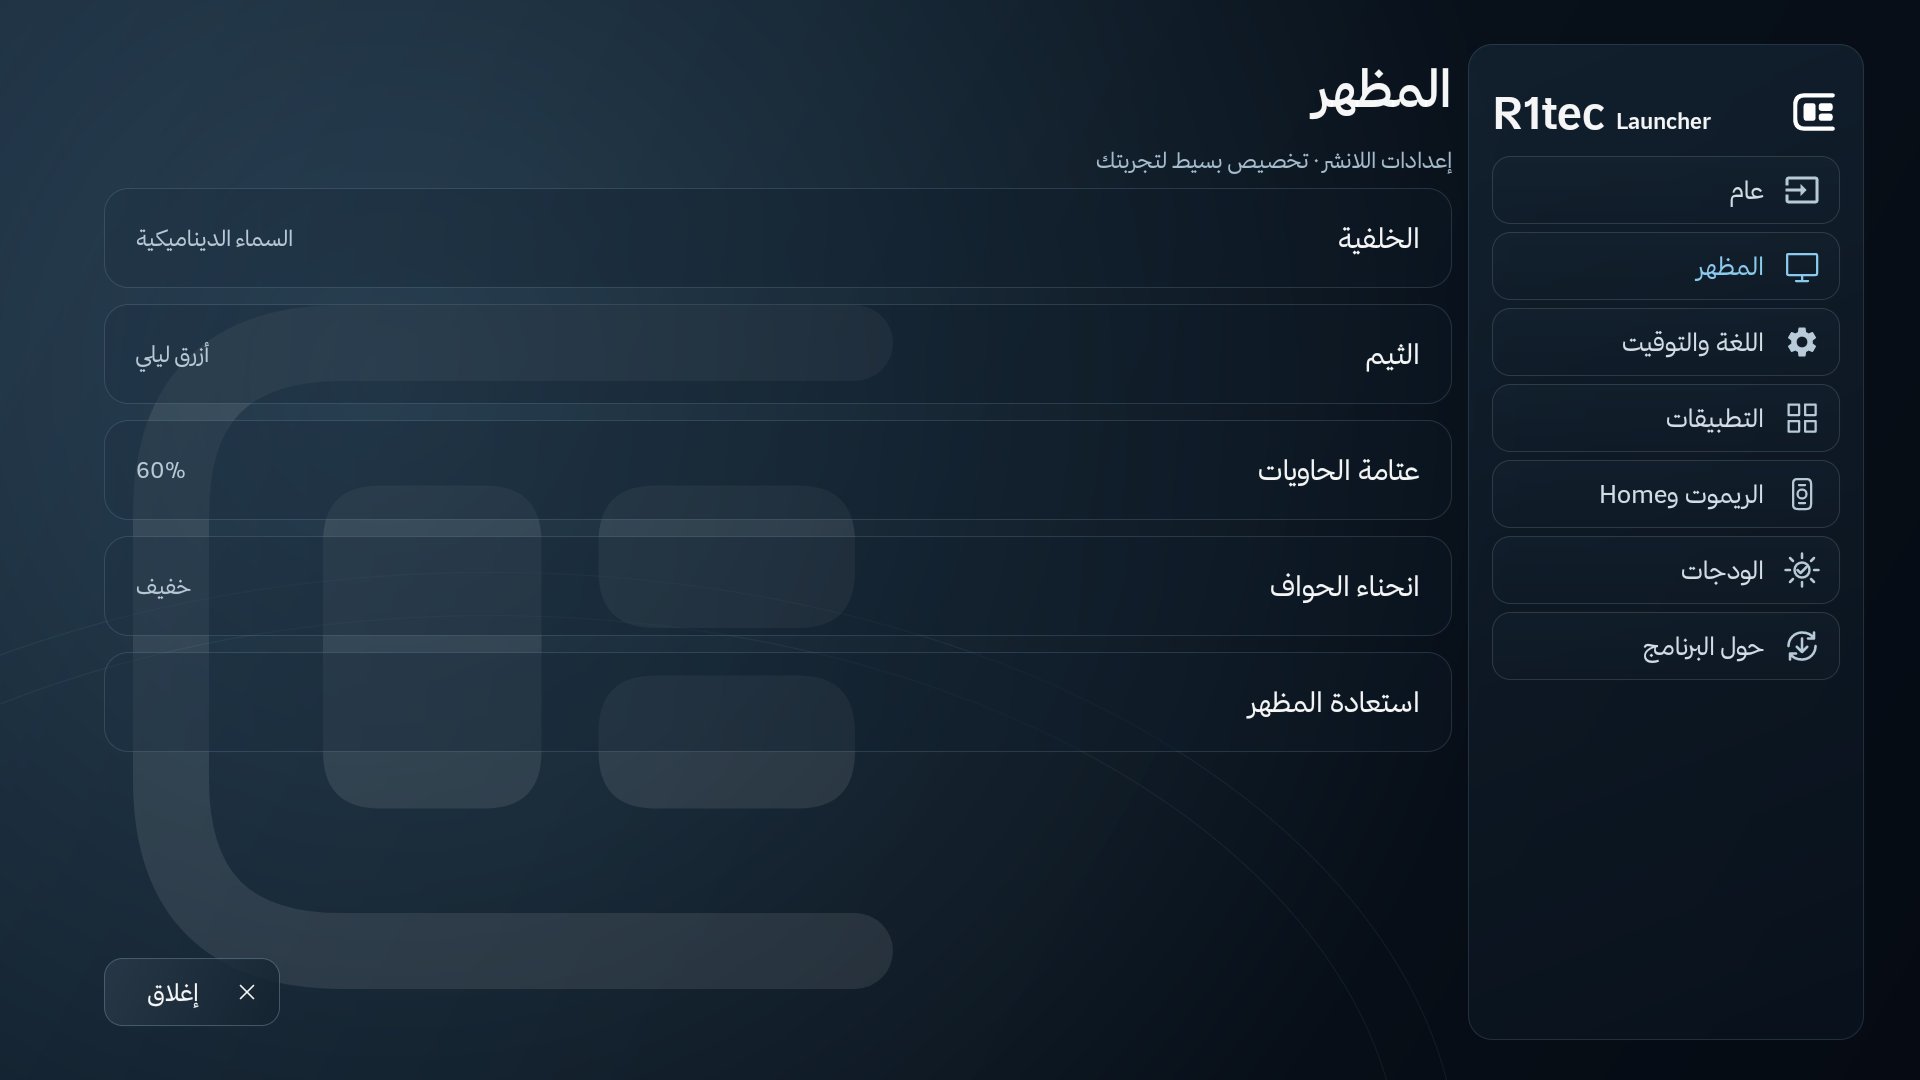 R1tec Launcher
عام
المظهر
اللغة والتوقيت
التطبيقات
الريموت وHome
الودجات
حول البرنامج
المظهر
إعدادات اللانشر · تخصيص بسيط لتجربتك
الخلفية
السماء الديناميكية
الثيم
أزرق ليلي
عتامة الحاويات
60%
انحناء الحواف
خفيف
استعادة المظهر
إغلاق